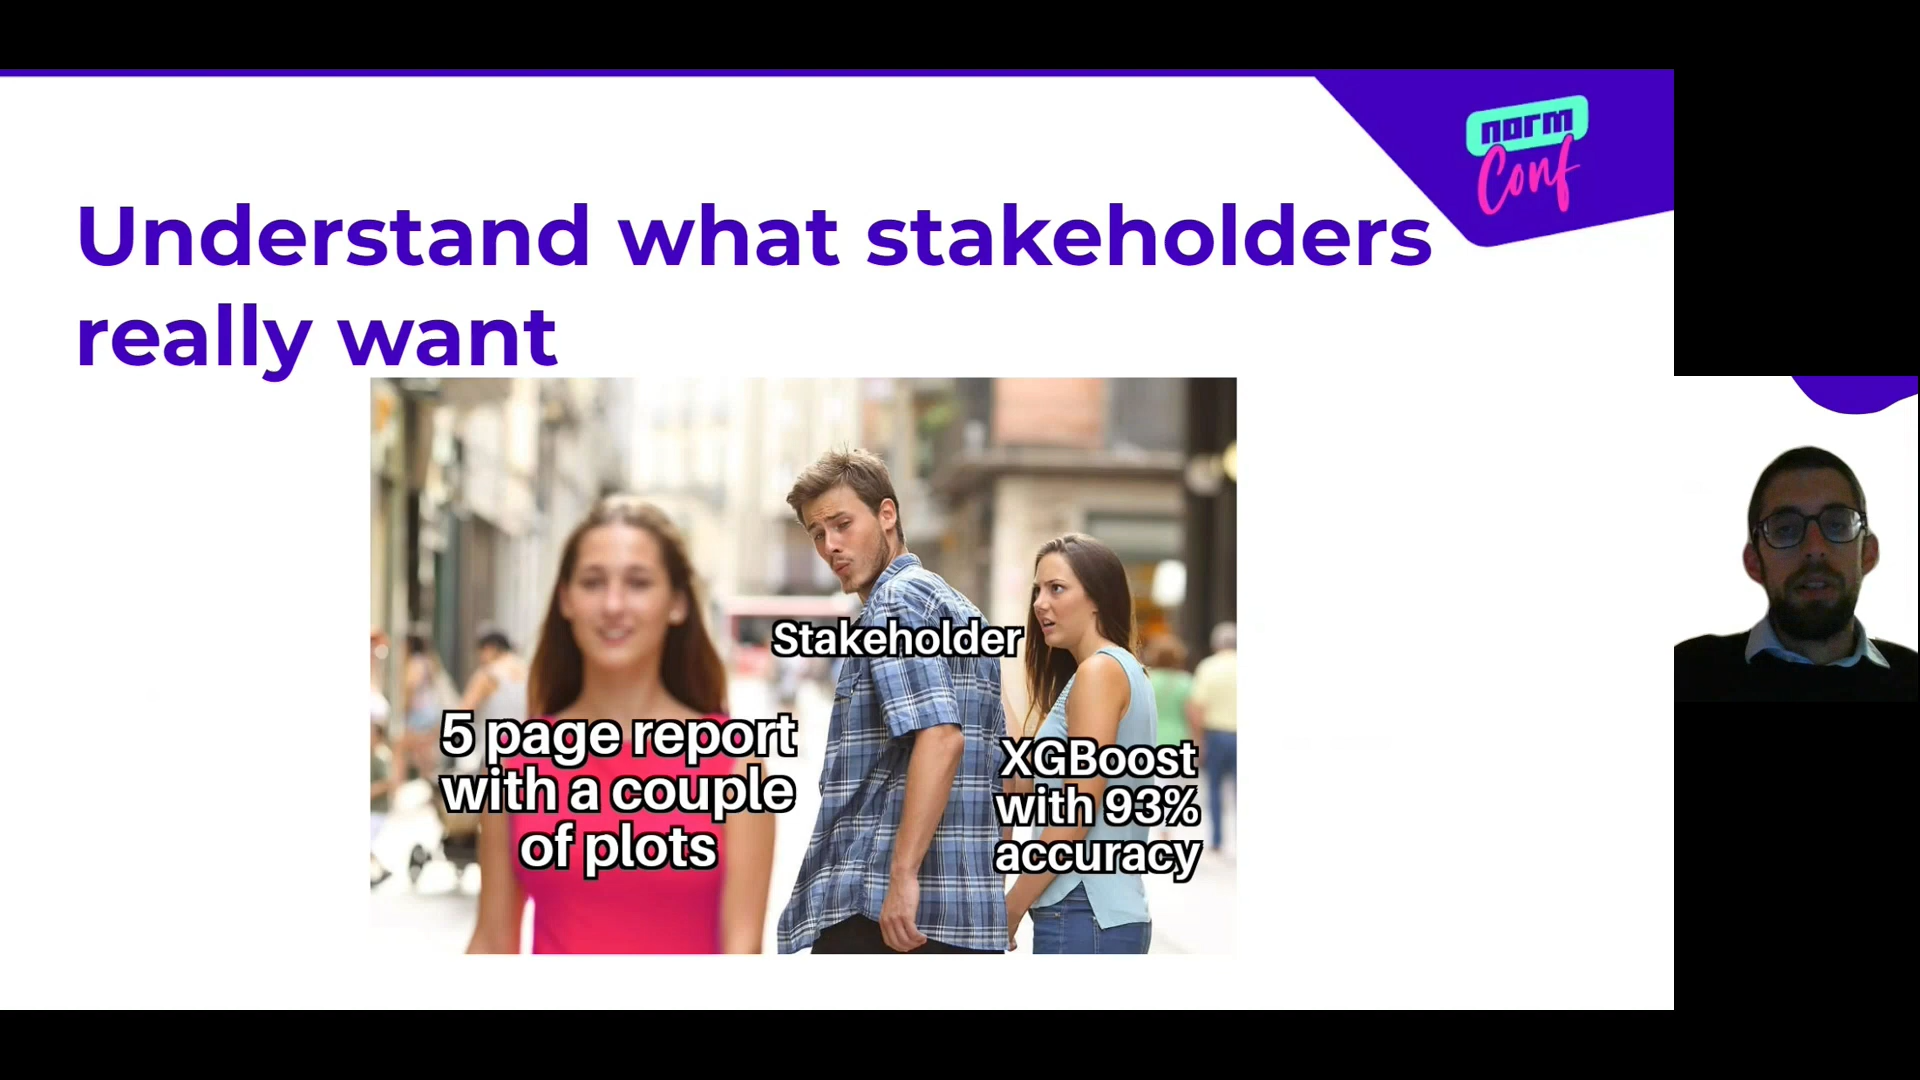 norm
Conf
Understand what stakeholders
really want
Stakeholder
5 page report
with a couple
of plots
XGBoost
with 93%
accuracy